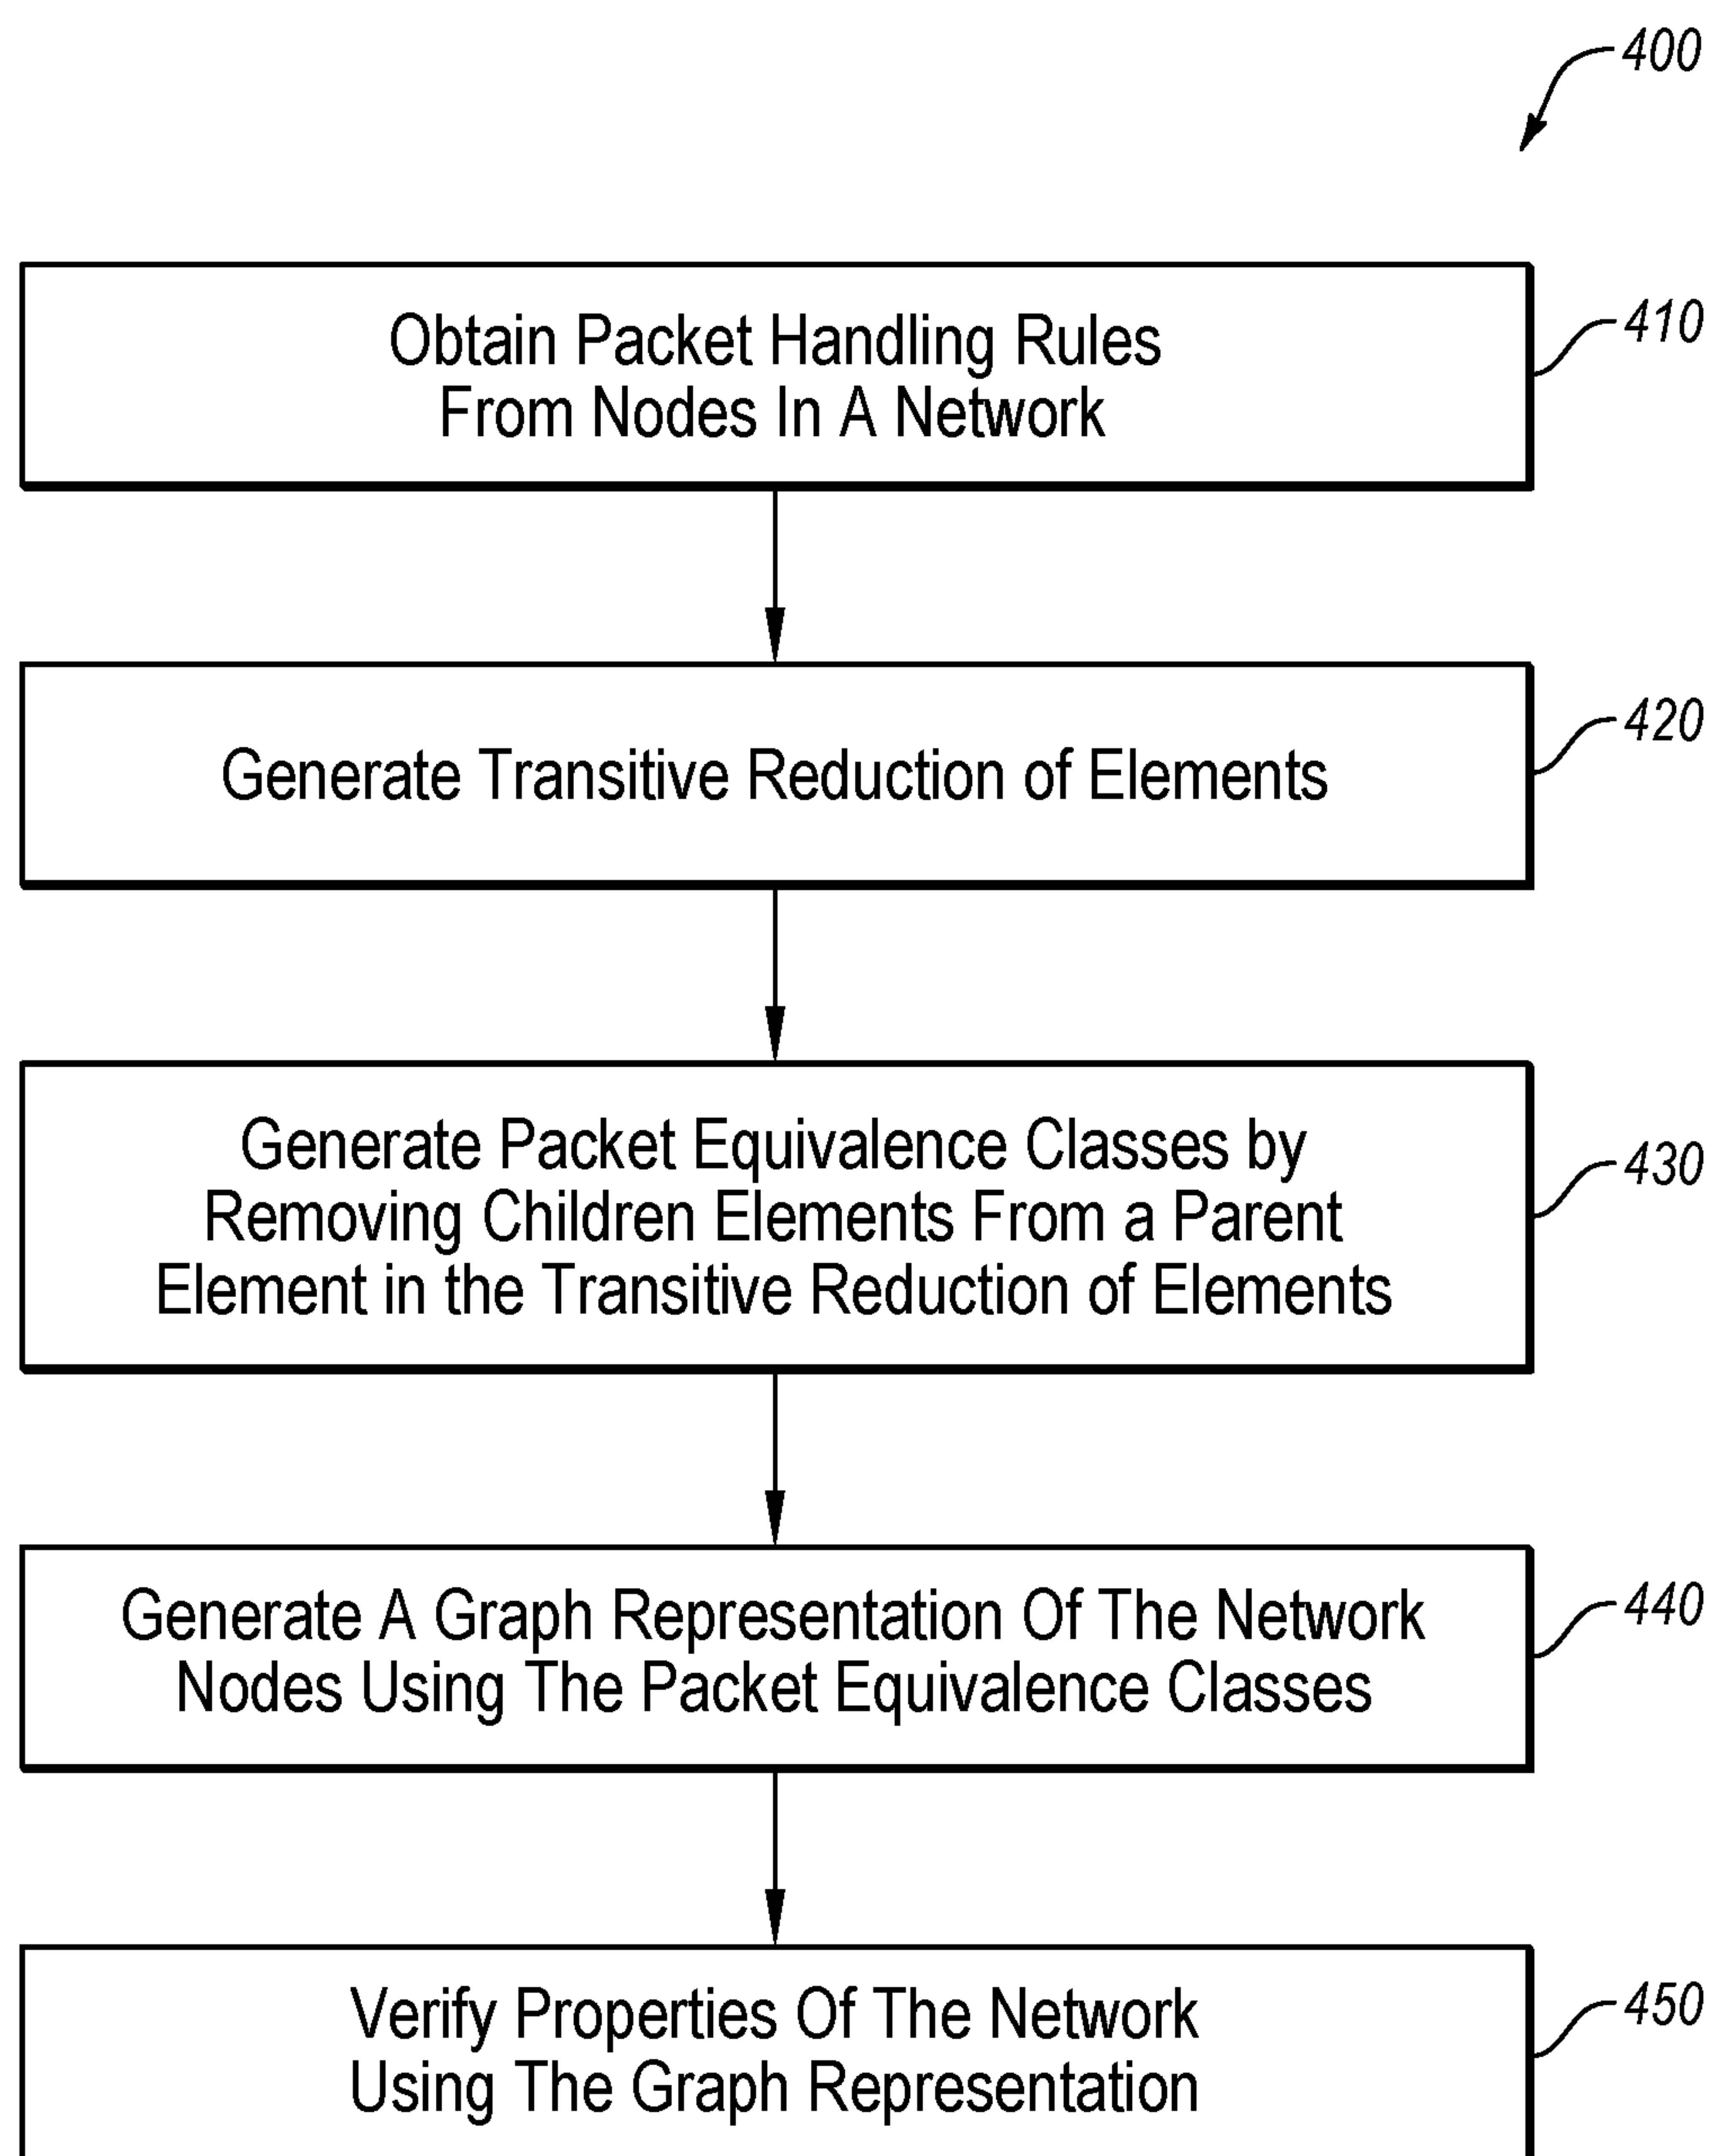 400
Obtain Packet Handling Rules
From Nodes In A Network
410
Generate Transitive Reduction of Elements
420
Generate Packet Equivalence Classes by
Removing Children Elements From a Parent
Element in the Transitive Reduction of Elements
430
Generate A Graph Representation Of The Network
Nodes Using The Packet Equivalence Classes
440
Verify Properties Of The Network
Using The Graph Representation
450